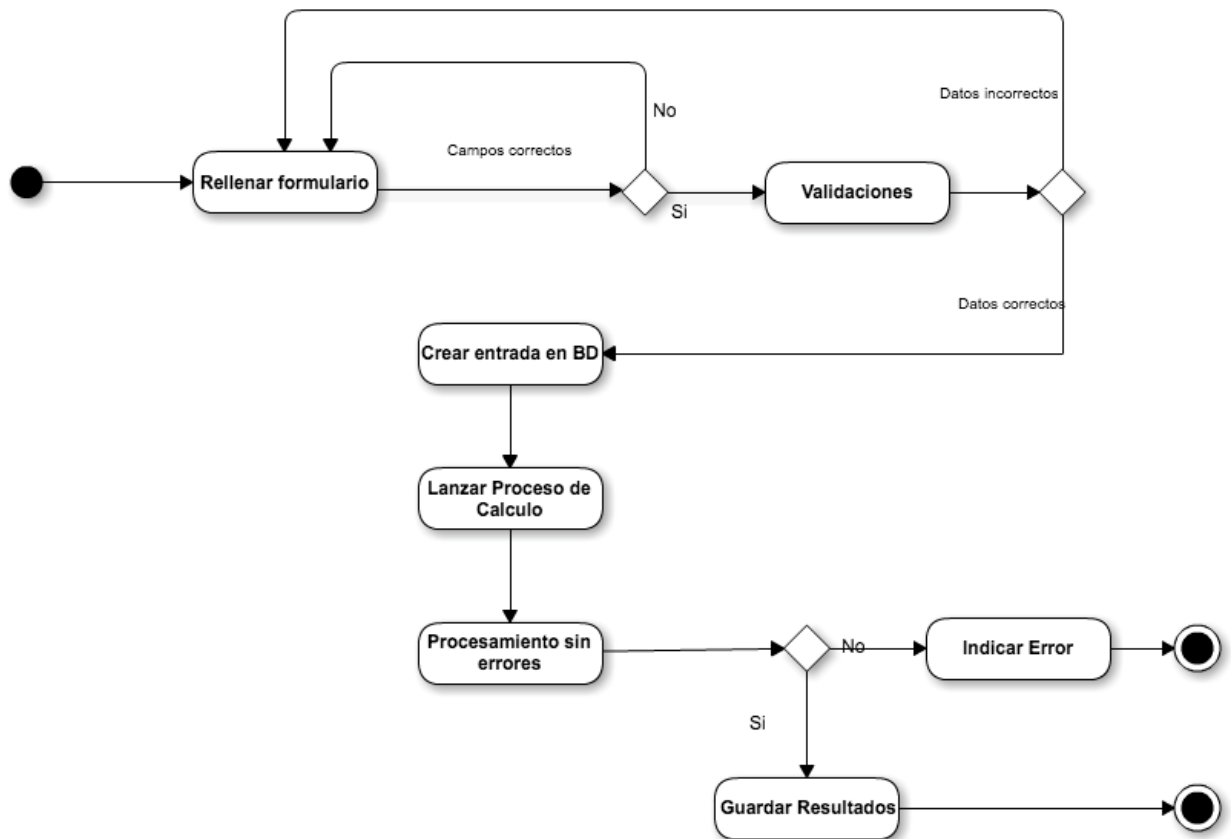 Datos incorrectos
No
Campos correctos
Rellenar formulario
Validaciones
Si
Datos correctos
Crear entrada en BD
Lanzar Proceso de
Calculo
Procesamiento sin
errores
No
Indicar Error
Si
Guardar Resultados